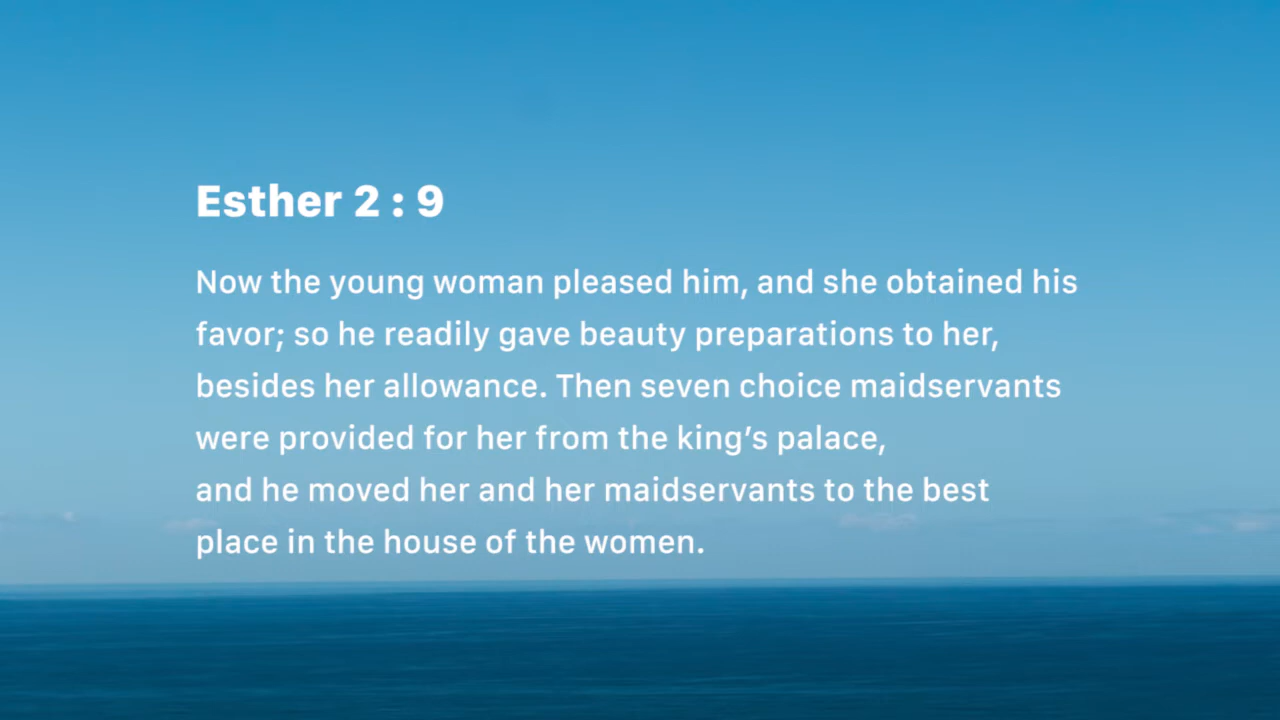 Esther 2 : 9
Now the young woman pleased him, and she obtained his
favor; so he readily gave beauty preparations to her,
besides her allowance. Then seven choice maidservants
were provided for her from the king’s palace,
and he moved her and her maidservants to the best
place in the house of the women.